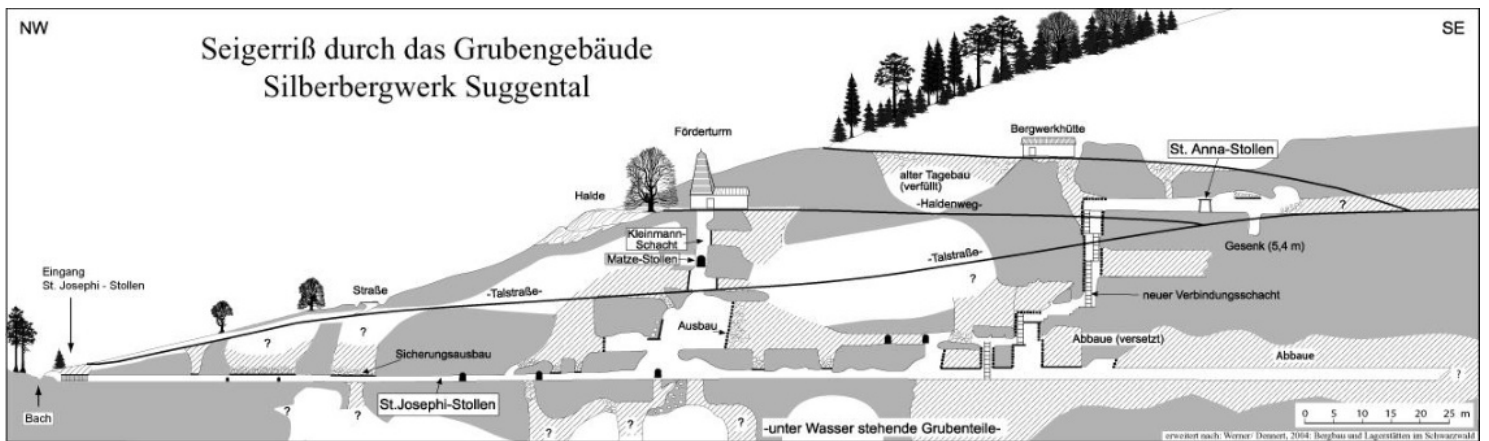 NW
SE
Seigerriß durch das Grubengebäude
Silberbergwerk Suggental
Förderturm
Bergwerkhütte
St. Anna-Stollen
alter Tagebau
(verfüllt)
Halde
-Haldenweg-
?
Kleinmann-
Schacht
Gesenk (5,4 m)
Matze-Stollen
-Talstraße-
Eingang
St. Josephi - Stollen
Straße
-Talstraße-
?
neuer Verbindungsschacht
?
?
Ausbau
Abbaue (versetzt)
Sicherungsausbau
Abbaue
?
St.Josephi-Stollen
Bach
?
?
?
?
?
-unter Wasser stehende Grubenteile-
0 5 10 15 20 25 m
erweitert nach: Werner/ Dennert, 2004: Bergbau und Lagerstätten im Schwarzwald